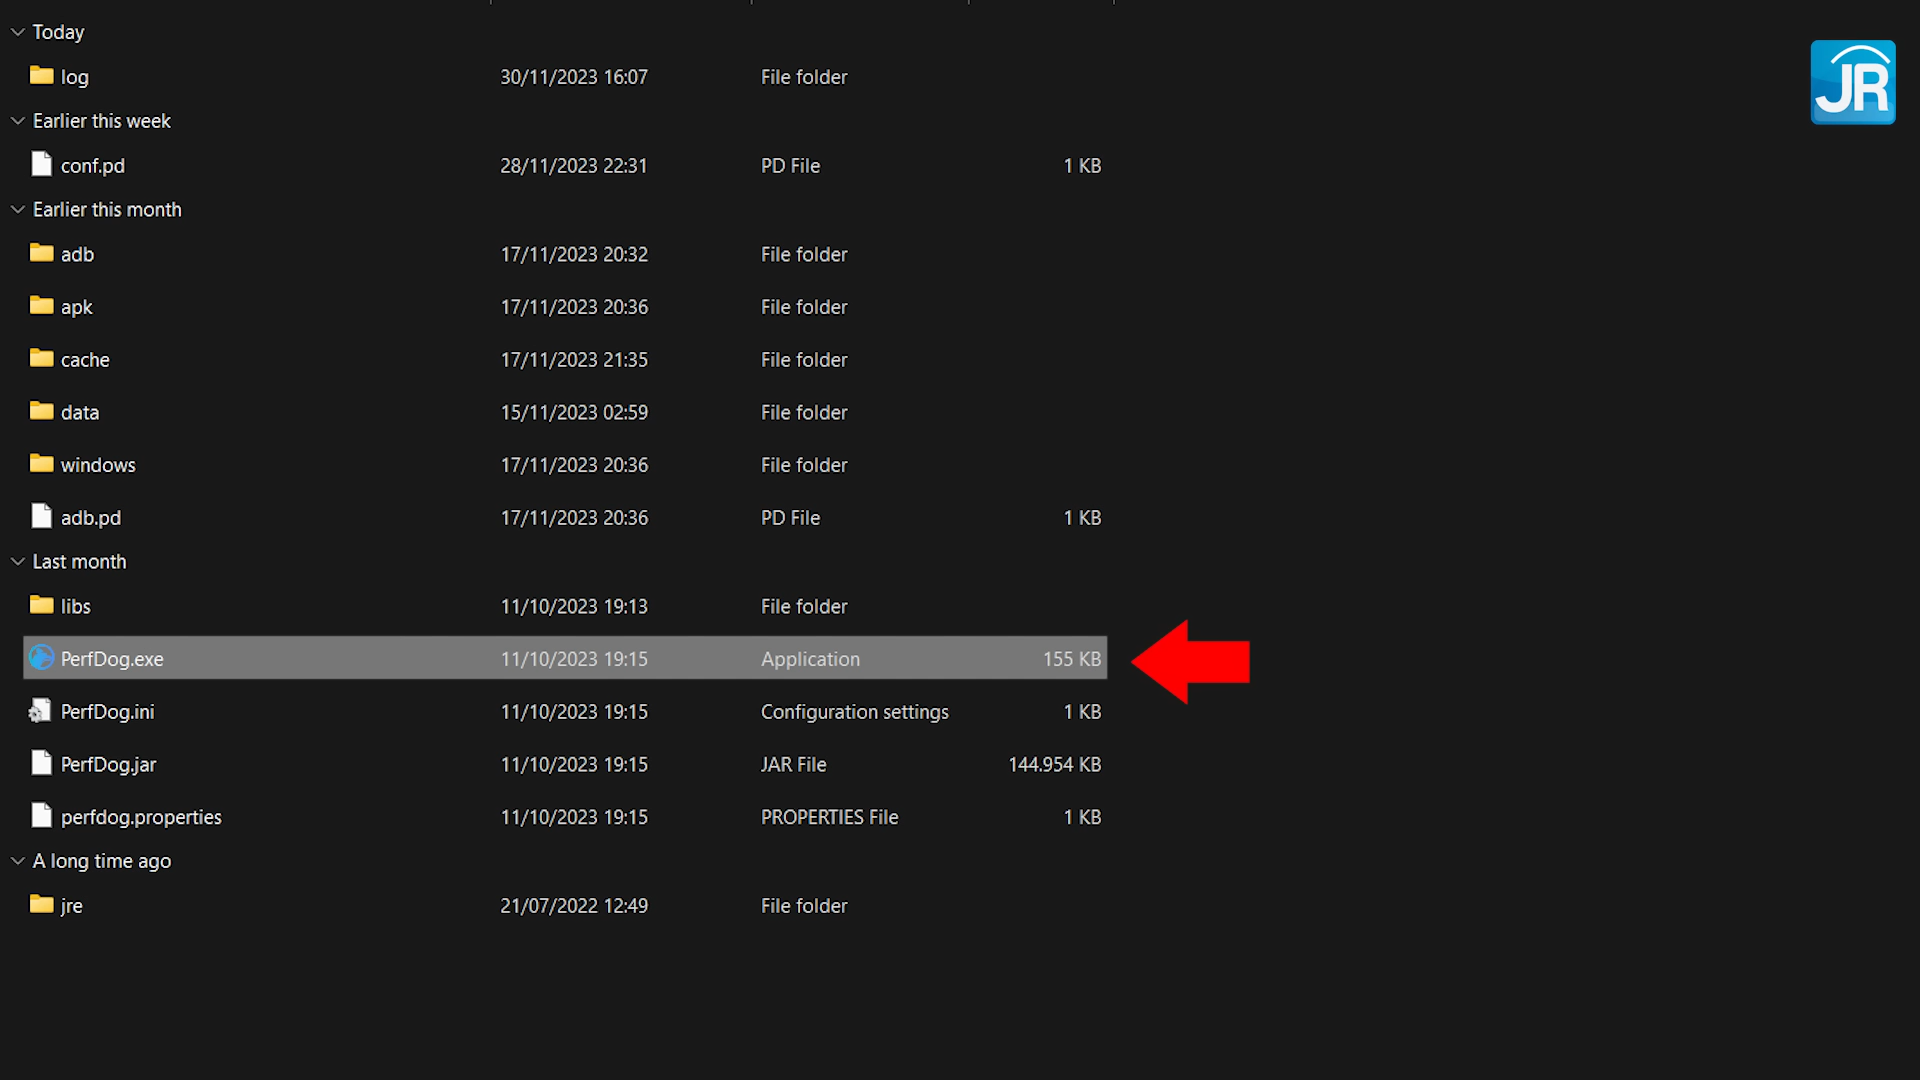 Today
log 30/11/2023 16:07 File folder
JR
Earlier this week
conf.pd 28/11/2023 22:31 PD File 1 KB
Earlier this month
adb 17/11/2023 20:32 File folder
apk 17/11/2023 20:36 File folder
cache 17/11/2023 21:35 File folder
data 15/11/2023 02:59 File folder
windows 17/11/2023 20:36 File folder
adb.pd 17/11/2023 20:36 PD File 1 KB
Last month
libs 11/10/2023 19:13 File folder
PerfDog.exe 11/10/2023 19:15 Application 155 KB
PerfDog.ini 11/10/2023 19:15 Configuration settings 1 KB
PerfDog.jar 11/10/2023 19:15 JAR File 144.954 KB
perfdog.properties 11/10/2023 19:15 PROPERTIES File 1 KB
A long time ago
jre 21/07/2022 12:49 File folder